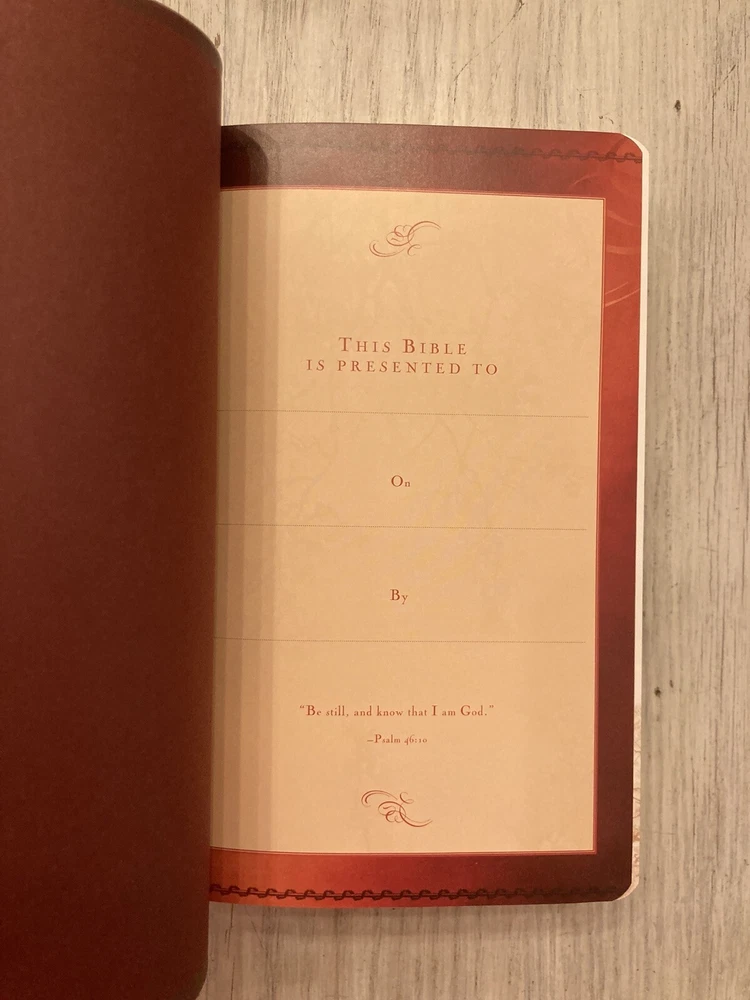 THIS BIBLE
IS PRESENTED TO
On
By
“Be still, and know that I am God.”
–Psalm 46:10